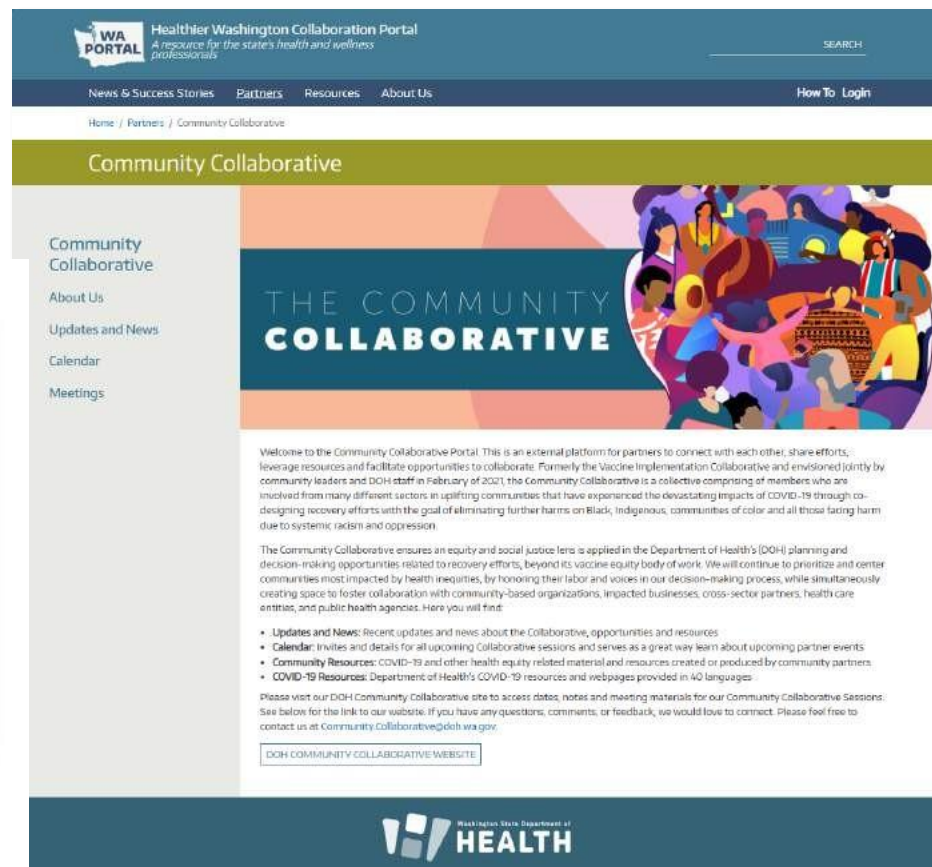 WA
PORTAL
Healthier Washington Collaboration Portal
A resource for the state's health and wellness
professionals
SEARCH
News & Success Stories Partners Resources About Us
How To Login
Home / Partners / Community Collaborative
Community Collaborative
Community
Collaborative
About Us
Updates and News
Calendar
Meetings
THE COMMUNITY
COLLABORATIVE
Welcome to the Community Collaborative Portal. This is an external platform for partners to connect with each other, share efforts,
leverage resources and facilitate opportunities to collaborate. Formerly the Vaccine Implementation Collaborative and envisioned jointly by
community leaders and DOH staff in February of 2021, the Community Collaborative is a collective comprising of members who are
involved from many different sectors in uplifting communities that have experienced the devastating impacts of COVID-19 through co-
designing recovery efforts with the goal of eliminating further harms on Black, Indigenous, communities of color and all those facing harm
due to systemic racism and oppression.
The Community Collaborative ensures an equity and social justice lens is applied in the Department of Health's (DOH) planning and
decision-making opportunities related to recovery efforts, beyond its vaccine equity body of work. We will continue to prioritize and center
communities most impacted by health inequities, by honoring their labor and voices in our decision-making process, while simultaneously
creating space to foster collaboration with community-based organizations, impacted businesses, cross-sector partners, health care
entities, and public health agencies. Here you will find:
• Updates and News: Recent updates and news about the Collaborative, opportunities and resources
• Calendar: Invites and details for all upcoming Collaborative sessions and serves as a great way learn about upcoming partner events
• Community Resources: COVID-19 and other health equity related material and resources created or produced by community partners
• COVID-19 Resources: Department of Health's COVID-19 resources and webpages provided in 40 languages
Please visit our DOH Community Collaborative site to access dates, notes and meeting materials for our Community Collaborative Sessions.
See below for the link to our website. If you have any questions, comments, or feedback, we would love to connect. Please feel free to
contact us at Community.Collaborative@doh.wa.gov.
DOH COMMUNITY COLLABORATIVE WEBSITE
Washington State Department of
HEALTH